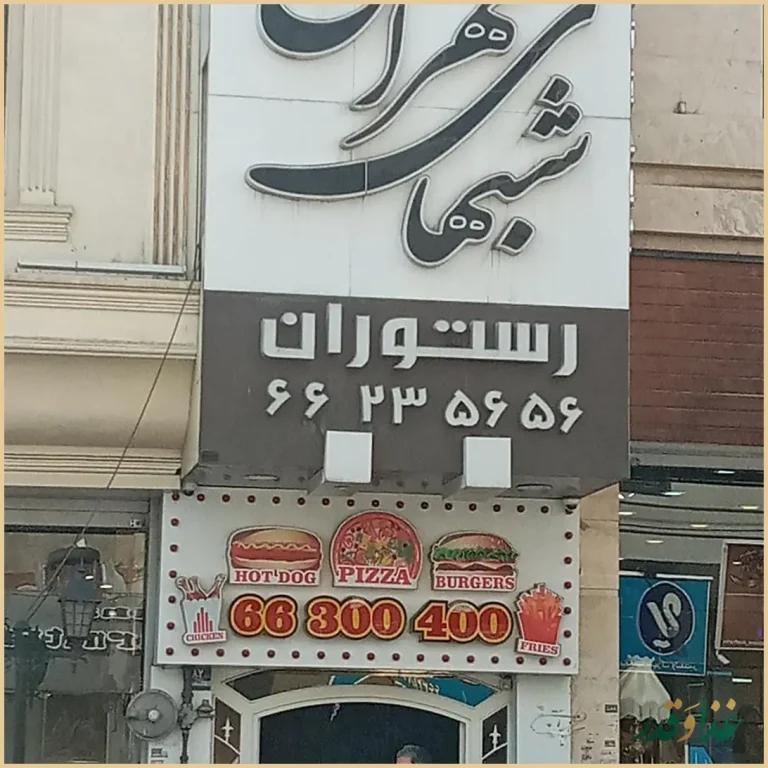 شبهای تهران
رستوران
۶۶ ۲۳ ۵۶ ۵۶
HOT DOG PIZZA BURGERS
CHICKEN 66 300 400 FRIES